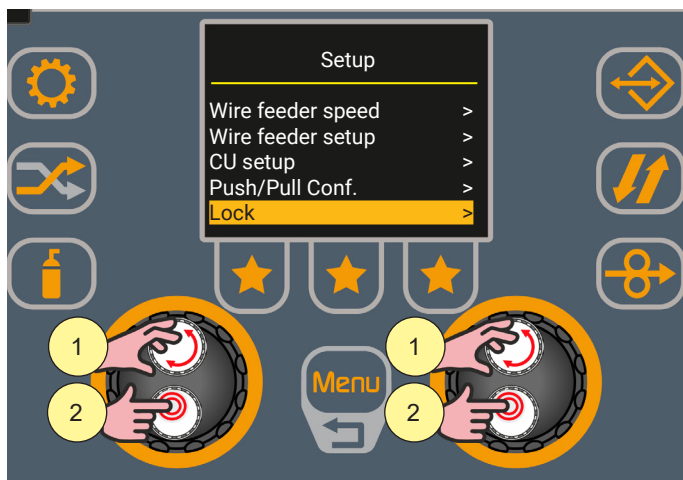 Setup
Wire feeder speed >
Wire feeder setup >
CU setup >
Push/Pull Conf. >
Lock >
1
2
Menu
1
2